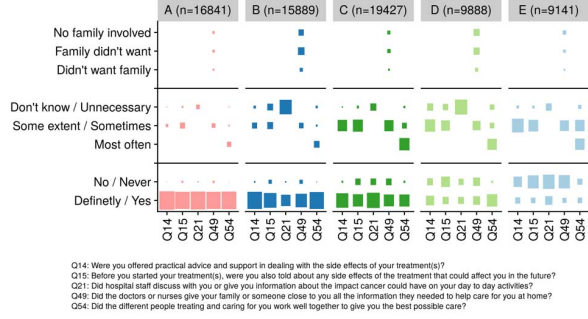 A (n=16841) B (n=15889) C (n=19427) D (n=9888) E (n=9141)
No family involved
Family didn't want
Didn't want family
Don't know / Unnecessary
Some extent / Sometimes
Most often
No / Never
Definetly / Yes
Q14 Q15 Q21 Q49 Q54 Q14 Q15 Q21 Q49 Q54 Q14 Q15 Q21 Q49 Q54 Q14 Q15 Q21 Q49 Q54 Q14 Q15 Q21 Q49 Q54
Q14: Were you offered practical advice and support in dealing with the side effects of your treatment(s)?
Q15: Before you started your treatment(s), were you also told about any side effects of the treatment that could affect you in the future?
Q21: Did hospital staff discuss with you or give you information about the impact cancer could have on your day to day activities?
Q49: Did the doctors or nurses give your family or someone close to you all the information they needed to help care for you at home?
Q54: Did the different people treating and caring for you work well together to give you the best possible care?